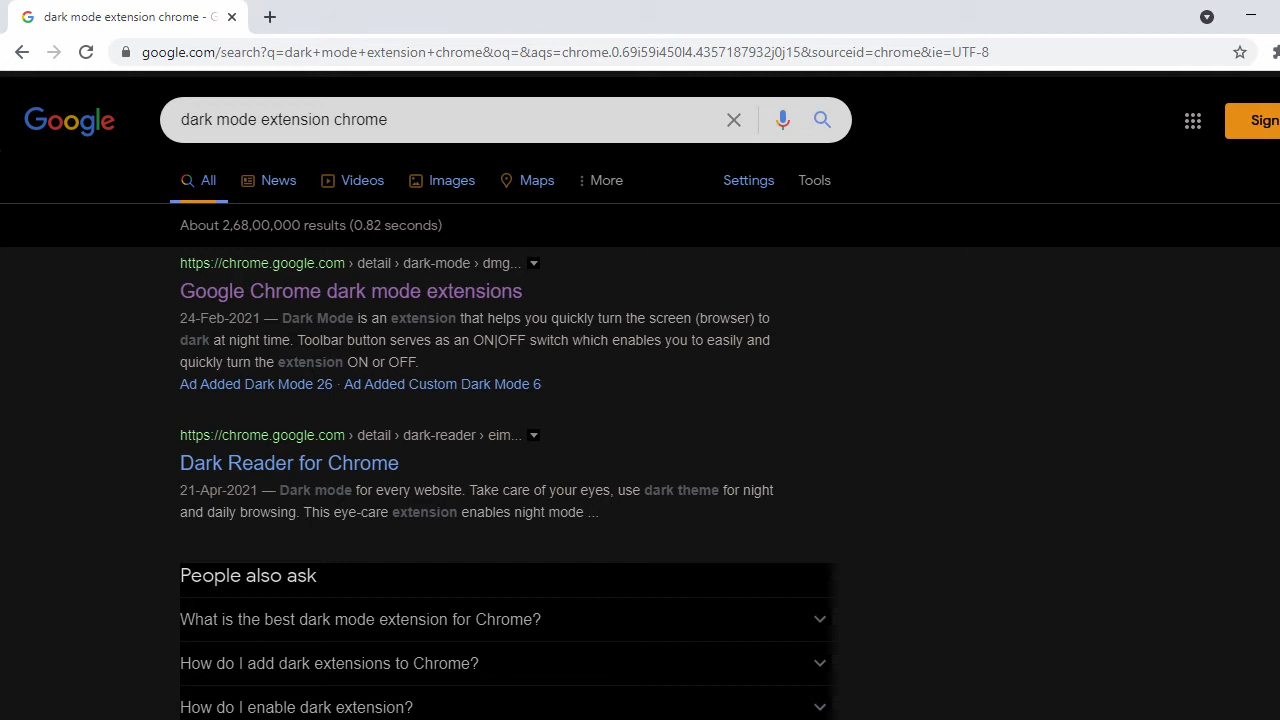 dark mode extension chrome - G
google.com/search?q=dark+mode+extension+chrome&oq=&aqs=chrome.0.69i59i450l4.4357187932j0j15&sourceid=chrome&ie=UTF-8
Google
dark mode extension chrome
Sign
All
News
Videos
Images
Maps
More
Settings
Tools
About 2,68,00,000 results (0.82 seconds)
https://chrome.google.com › detail › dark-mode › dmg...
Google Chrome dark mode extensions
24-Feb-2021 — Dark Mode is an extension that helps you quickly turn the screen (browser) to
dark at night time. Toolbar button serves as an ON|OFF switch which enables you to easily and
quickly turn the extension ON or OFF.
Ad Added Dark Mode 26 · Ad Added Custom Dark Mode 6
https://chrome.google.com › detail › dark-reader › eim...
Dark Reader for Chrome
21-Apr-2021 — Dark mode for every website. Take care of your eyes, use dark theme for night
and daily browsing. This eye-care extension enables night mode ...
People also ask
What is the best dark mode extension for Chrome?
How do I add dark extensions to Chrome?
How do I enable dark extension?